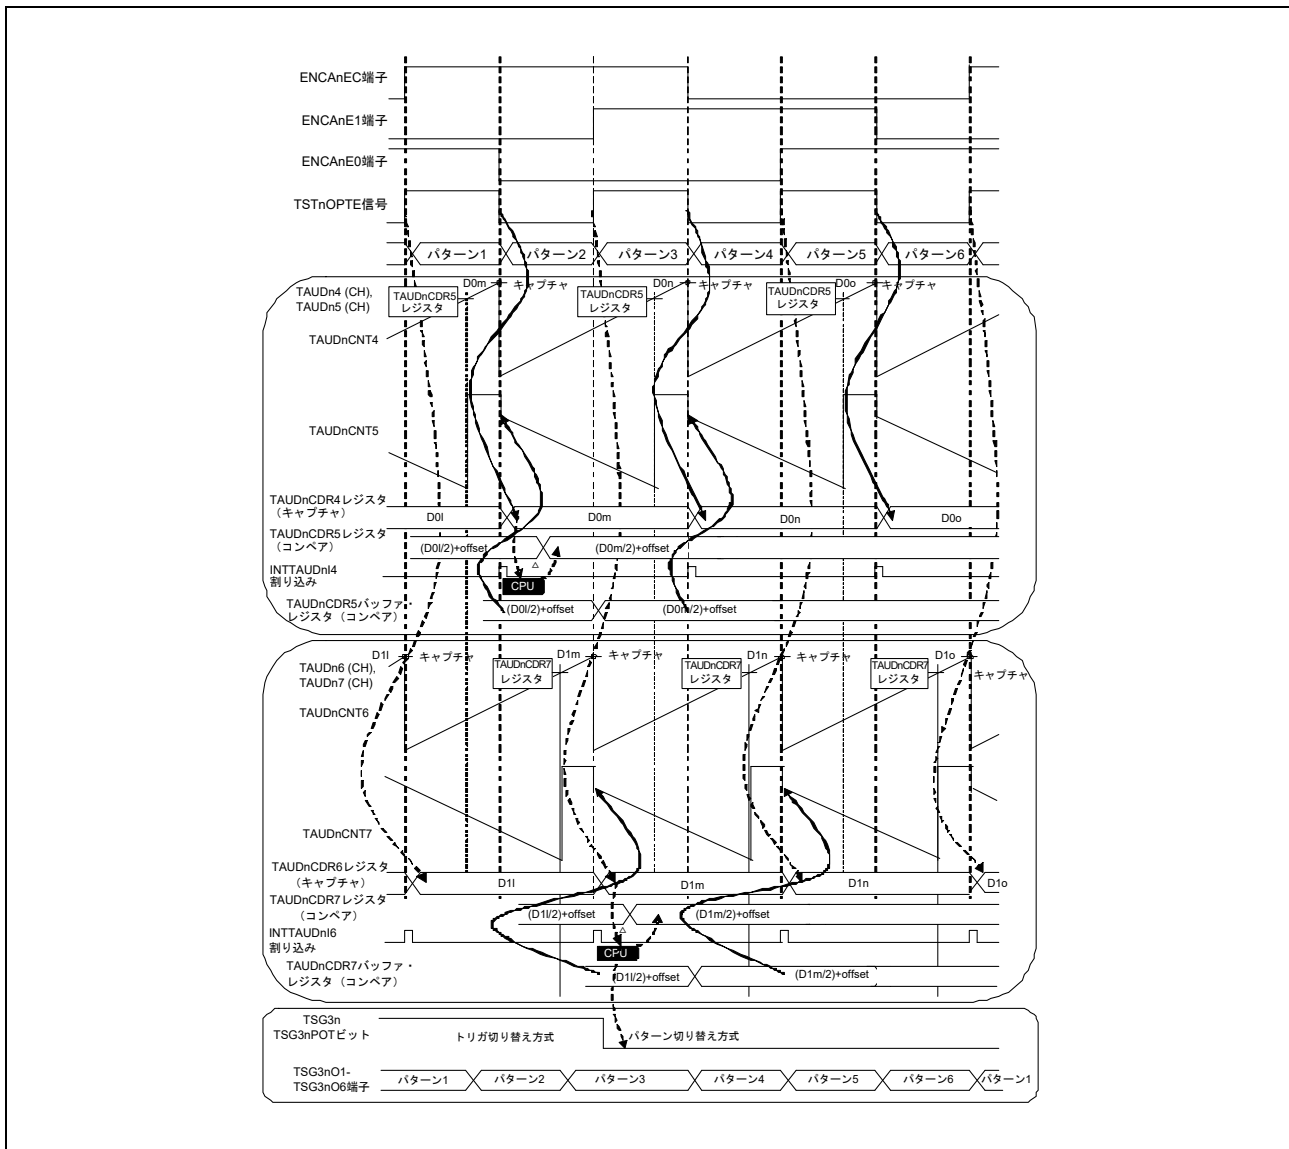 ENCAnEC端子
ENCAnE1端子
ENCAnE0端子
TSTnOPTE信号
パターン1 パターン2 パターン3 パターン4 パターン5 パターン6
TAUDn4 (CH),
TAUDn5 (CH)
TAUDnCDR5
レジスタ
D0m キャプチャ
TAUDnCDR5
レジスタ
D0n キャプチャ
TAUDnCDR5
レジスタ
D0o キャプチャ
TAUDnCNT4
TAUDnCNT5
TAUDnCDR4レジスタ
(キャプチャ)
D0l D0m D0n D0o
TAUDnCDR5レジスタ
(コンペア)
(D0l/2)+offset (D0m/2)+offset
INTTAUDnI4
割り込み
CPU
TAUDnCDR5バッファ・
レジスタ (コンペア)
(D0l/2)+offset (D0m/2)+offset
TAUDn6 (CH),
TAUDn7 (CH)
D1l キャプチャ
TAUDnCDR7
レジスタ
D1m キャプチャ
TAUDnCDR7
レジスタ
D1n キャプチャ
TAUDnCDR7
レジスタ
D1o
キャプチャ
TAUDnCNT6
TAUDnCNT7
TAUDnCDR6レジスタ
(キャプチャ)
D1l D1m D1n D1o
TAUDnCDR7レジスタ
(コンペア)
(D1l/2)+offset (D1m/2)+offset
INTTAUDnI6
割り込み
CPU
TAUDnCDR7バッファ・
レジスタ (コンペア)
(D1l/2)+offset (D1m/2)+offset
TSG3n
TSG3nPOTビット
トリガ切り替え方式 パターン切り替え方式
TSG3nO1-
TSG3nO6端子
パターン1 パターン2 パターン3 パターン4 パターン5 パターン6 パターン1